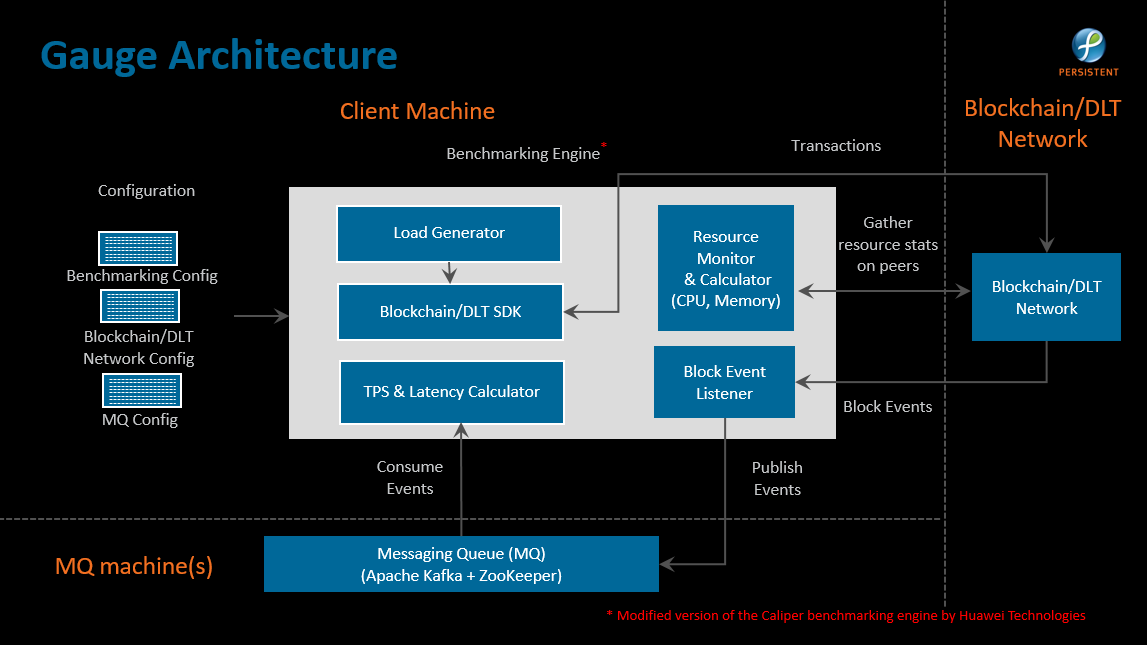 Gauge Architecture
PERSISTENT
Client Machine
Blockchain/DLT
Network
Benchmarking Engine*
Transactions
Configuration
Benchmarking Config
Blockchain/DLT
Network Config
MQ Config
Load Generator
Blockchain/DLT SDK
TPS & Latency Calculator
Resource
Monitor
& Calculator
(CPU, Memory)
Block Event
Listener
Gather
resource stats
on peers
Blockchain/DLT
Network
Block Events
Consume
Events
Publish
Events
MQ machine(s)
Messaging Queue (MQ)
(Apache Kafka + ZooKeeper)
* Modified version of the Caliper benchmarking engine by Huawei Technologies